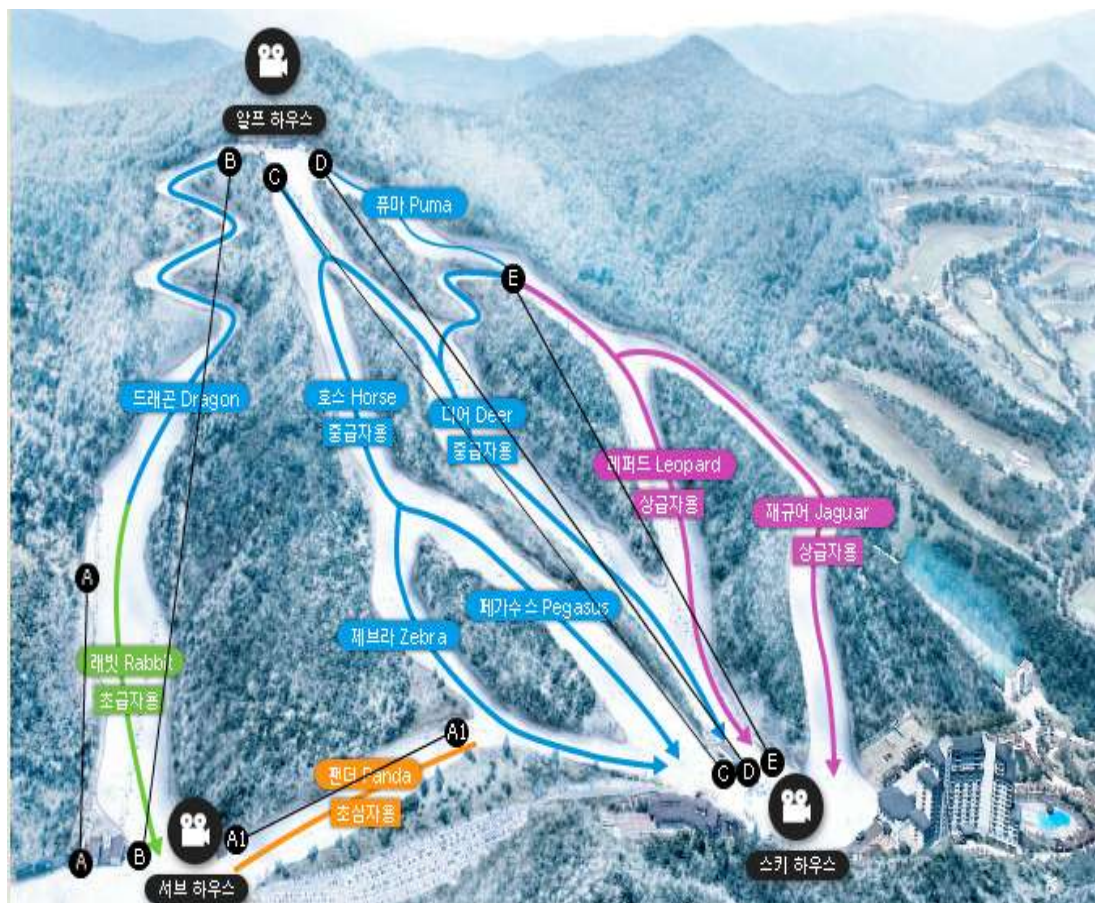 알프 하우스
B
C
D
퓨마 Puma
E
드래곤 Dragon
호스 Horse
중급자용
디어 Deer
중급자용
레퍼드 Leopard
상급자용
재규어 Jaguar
상급자용
A
페가수스 Pegasus
제브라 Zebra
래빗 Rabbit
초급자용
A1
팬더 Panda
초심자용
C
D
E
A
B
A1
서브 하우스
스키 하우스